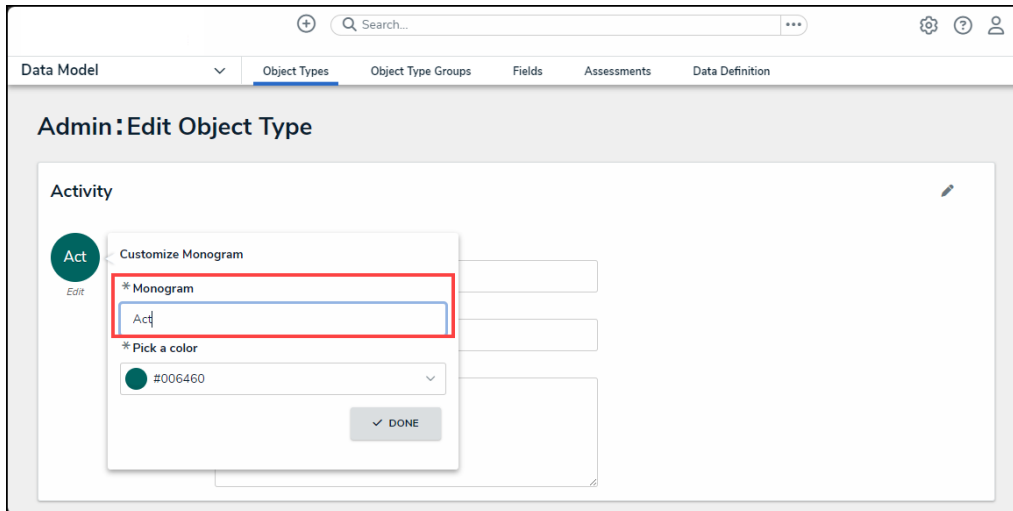 Search...
Data Model Object Types Object Type Groups Fields Assessments Data Definition
Admin:Edit Object Type
Activity
Act
Edit
Customize Monogram
*Monogram
Act
*Pick a color
#006460
✓ DONE